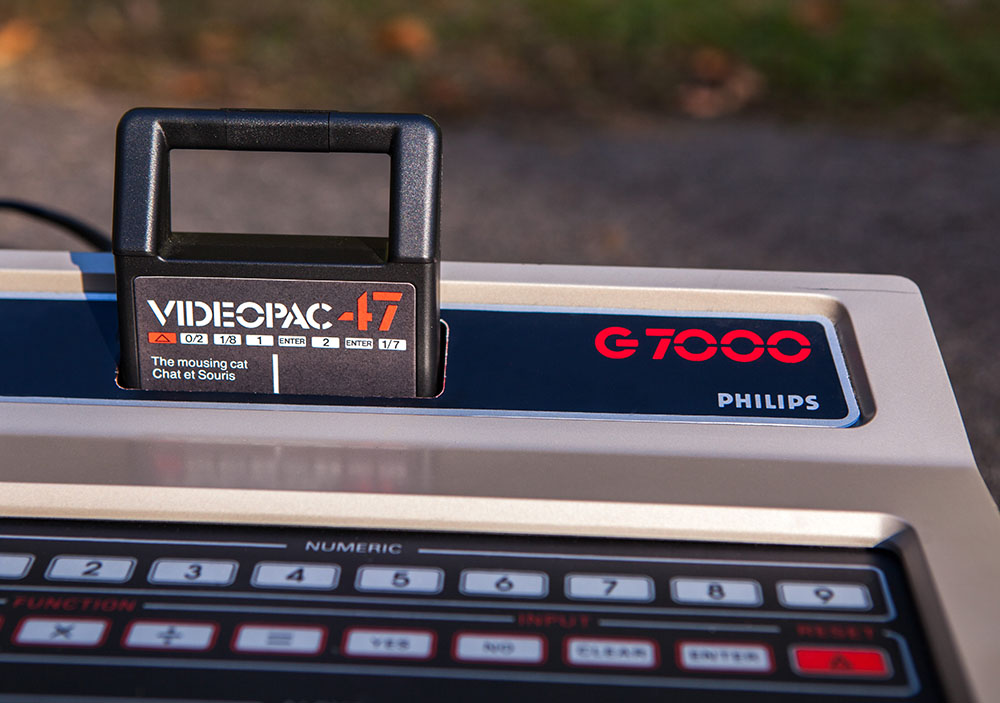 VIDEOPAC 47
0/2 1/8 1 ENTER 2 ENTER 1/7
The mousing cat
Chat et Souris
G7000
PHILIPS
NUMERIC
2 3 4 5 6 7 8 9
FUNCTION INPUT RESET
× ÷ = YES NO CLEAR ENTER